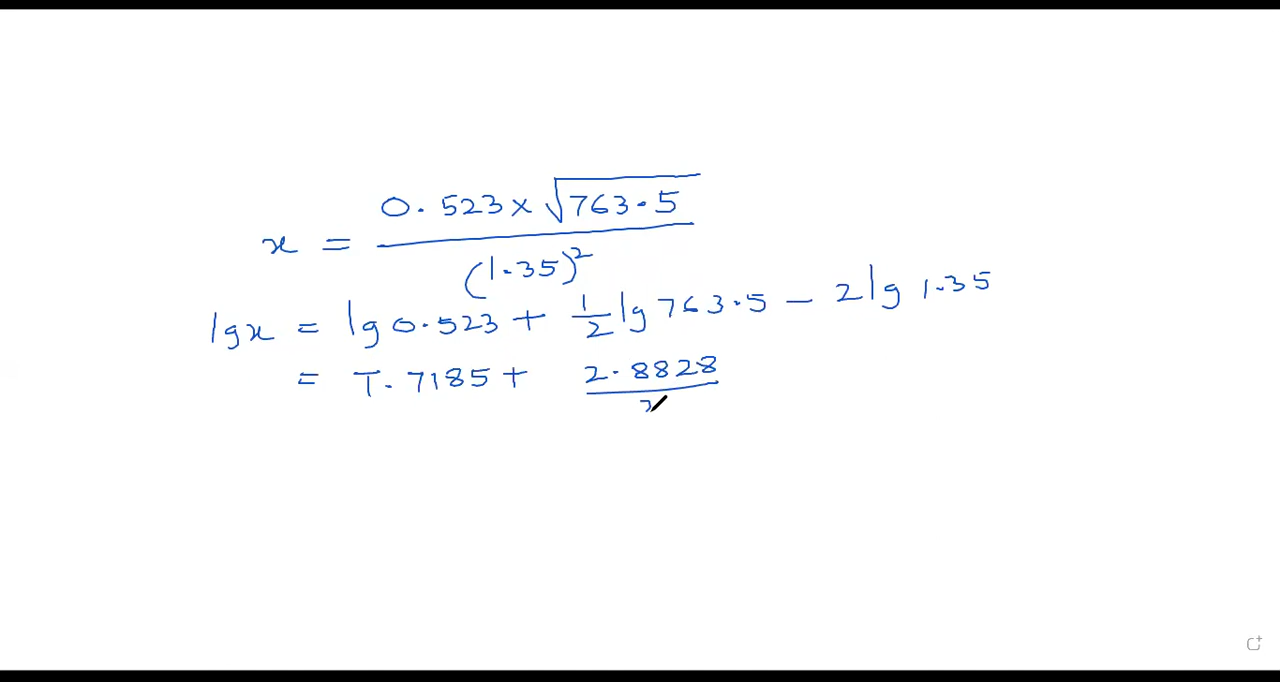 x = 0.523 × √763.5 / (1.35)²
lg x = lg 0.523 + 1/2 lg 763.5 − 2 lg 1.35
= T.7185 + 2.8828 / 2